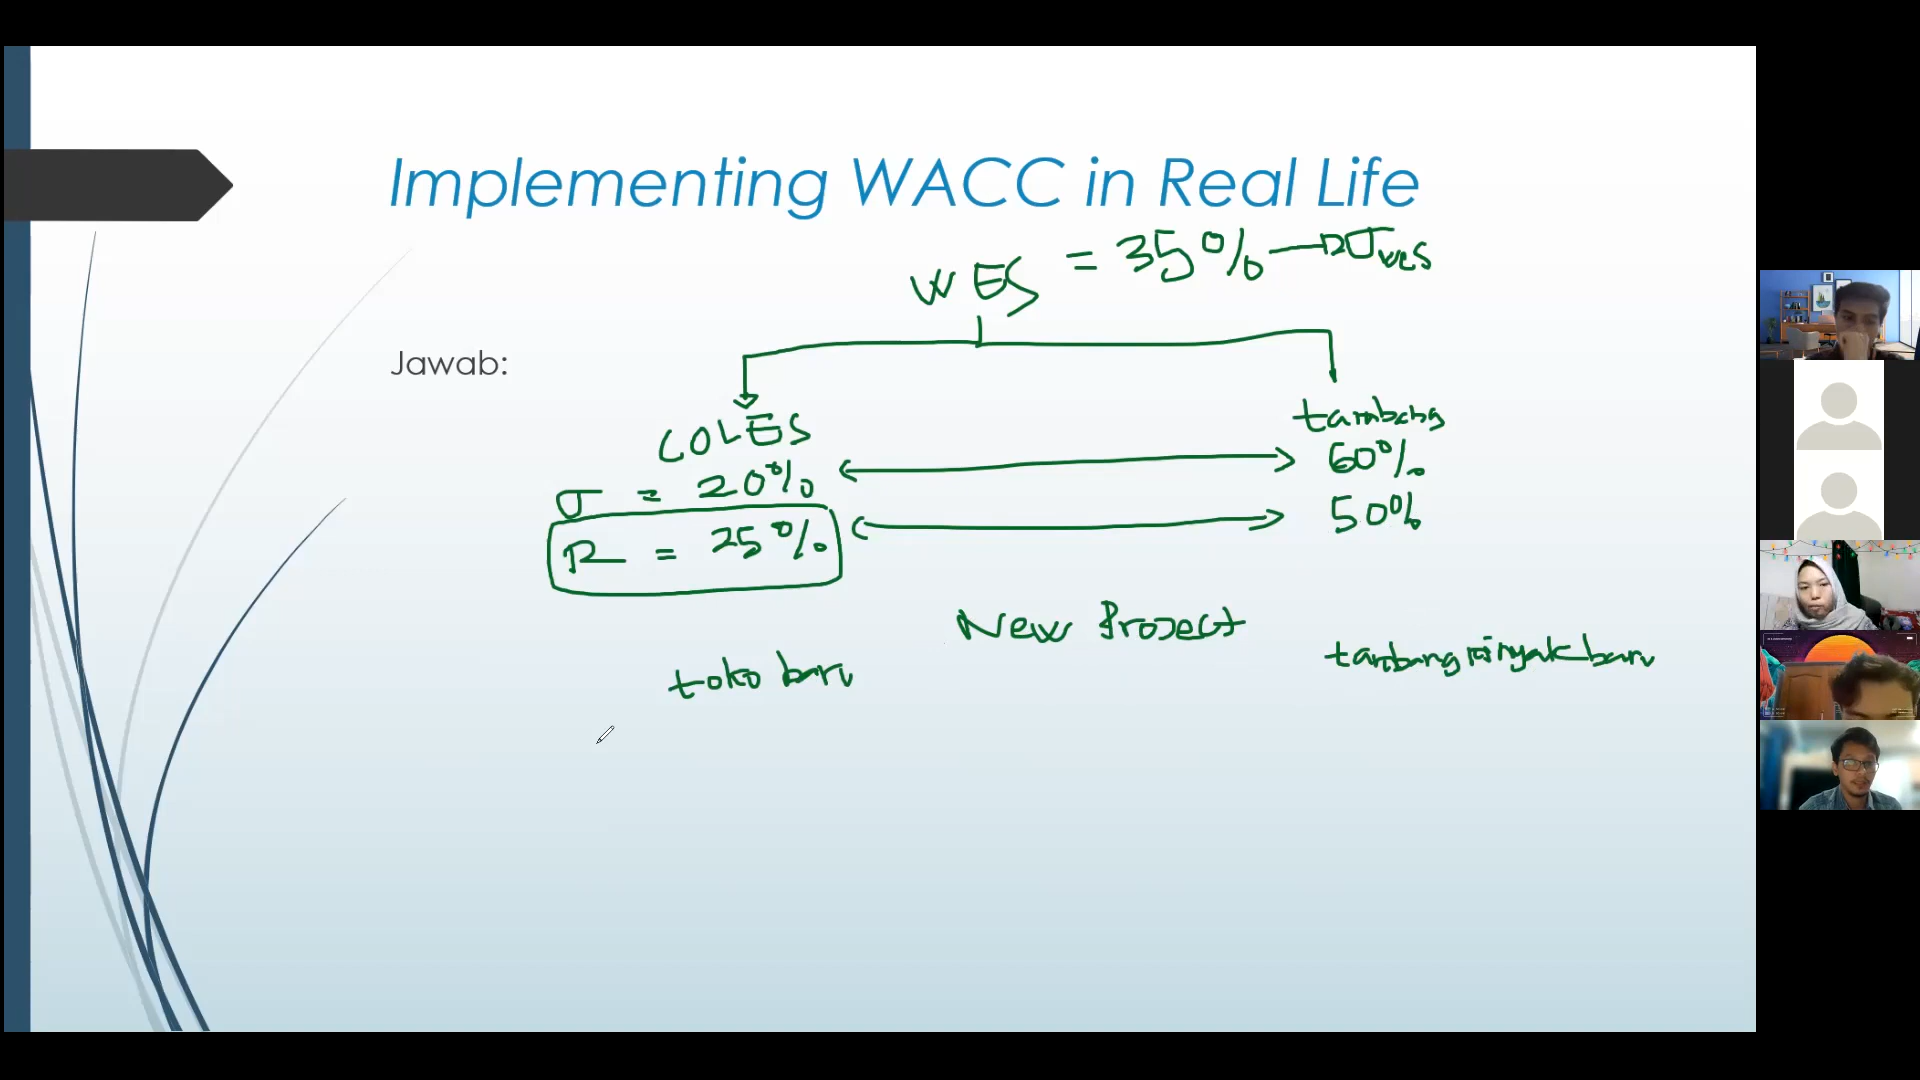 Implementing WACC in Real Life
WES = 35% → σWES
Jawab:
COLES
tambang
σ = 20%
60%
R = 25%
50%
New Project
toko baru
tambang minyak baru